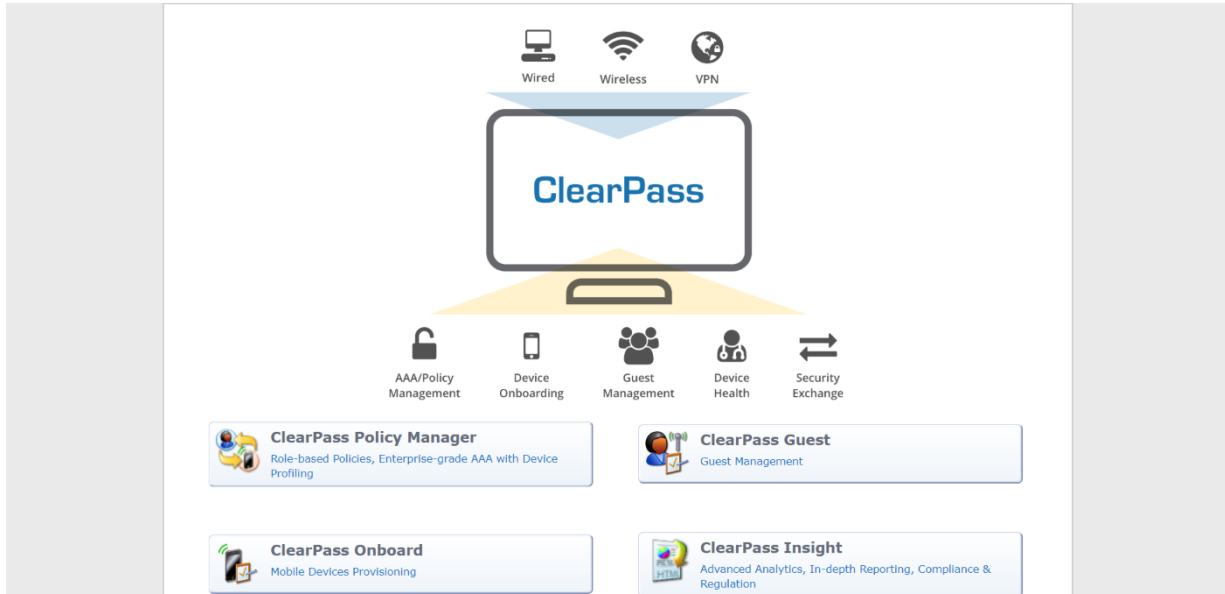 Wired
Wireless
VPN
ClearPass
AAA/Policy
Management
Device
Onboarding
Guest
Management
Device
Health
Security
Exchange
ClearPass Policy Manager
Role-based Policies, Enterprise-grade AAA with Device
Profiling
ClearPass Guest
Guest Management
ClearPass Onboard
Mobile Devices Provisioning
ClearPass Insight
Advanced Analytics, In-depth Reporting, Compliance &
Regulation
HTML